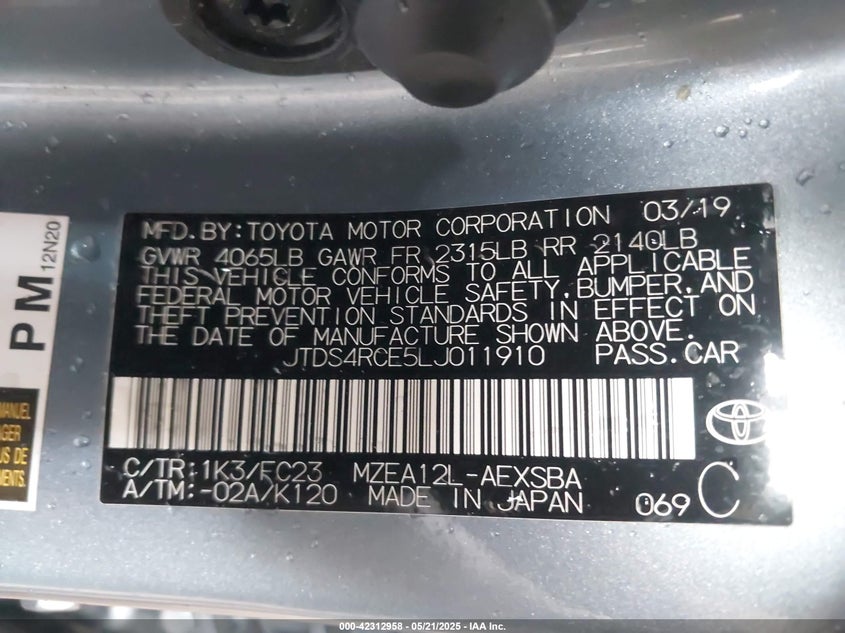 MFD. BY: TOYOTA MOTOR CORPORATION 03/19
GVWR 4065LB GAWR FR 2315LB RR 2140LB
THIS VEHICLE CONFORMS TO ALL APPLICABLE
FEDERAL MOTOR VEHICLE SAFETY, BUMPER, AND
THEFT PREVENTION STANDARDS IN EFFECT ON
THE DATE OF MANUFACTURE SHOWN ABOVE.
JTDS4RCE5LJ011910 PASS. CAR
C/TR: 1K3/FC23 MZEA12L-AEXSBA
A/TM: -02A/K120 MADE IN JAPAN 069 C
PM
12N20
MANUEL
US DE
000-42312958 - 05/21/2025 - IAA Inc.